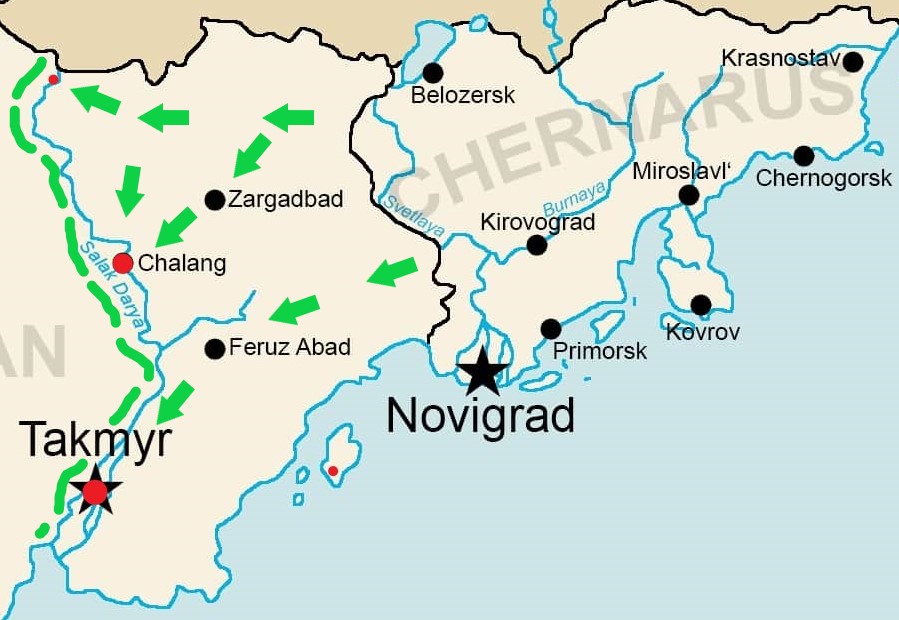 Krasnostav
Belozersk
CHERNARUS
Miroslavl'
Chernogorsk
Zargadbad
Svetlaya
Burnaya
Kirovograd
Salak Darya
Chalang
AN
Kovrov
Feruz Abad
Primorsk
Novigrad
Takmyr